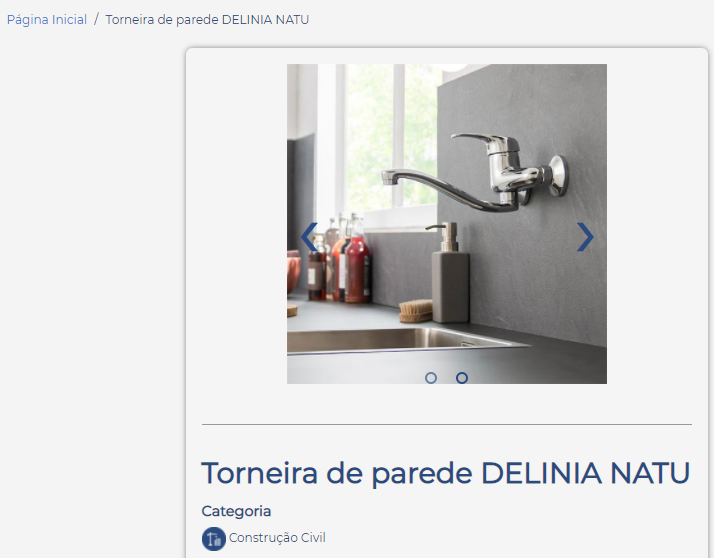 Página Inicial / Torneira de parede DELINIA NATU
Torneira de parede DELINIA NATU
Categoria
Construção Civil